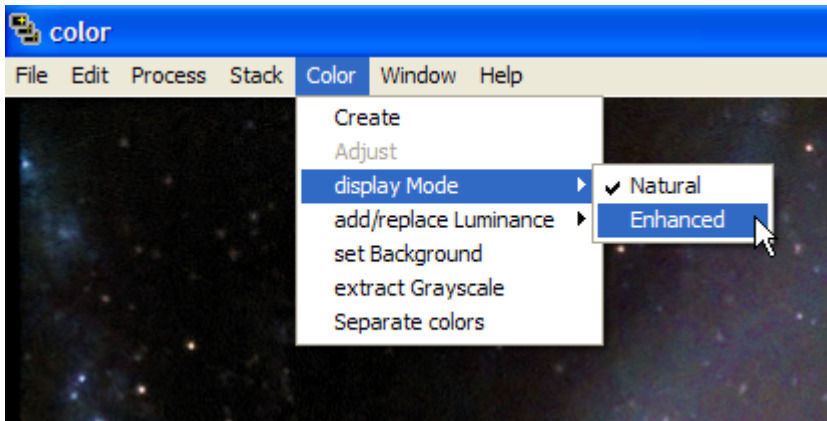 color
File Edit Process Stack Color Window Help
Create
Adjust
display Mode
Natural
add/replace Luminance
Enhanced
set Background
extract Grayscale
Separate colors